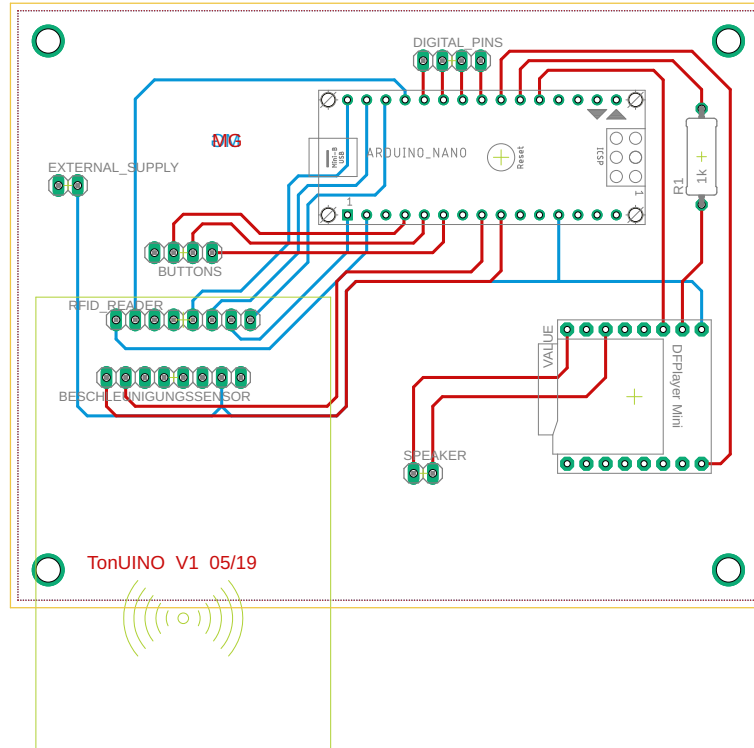 DIGITAL_PINS
EXTERNAL_SUPPLY
Mini-B
USB
ARDUINO_NANO
Reset
ICSP
1
1
R1
1k
BUTTONS
RFID_READER
VALUE
DFPlayer Mini
BESCHLEUNIGUNGSSENSOR
SPEAKER
TonUINO V1 05/19